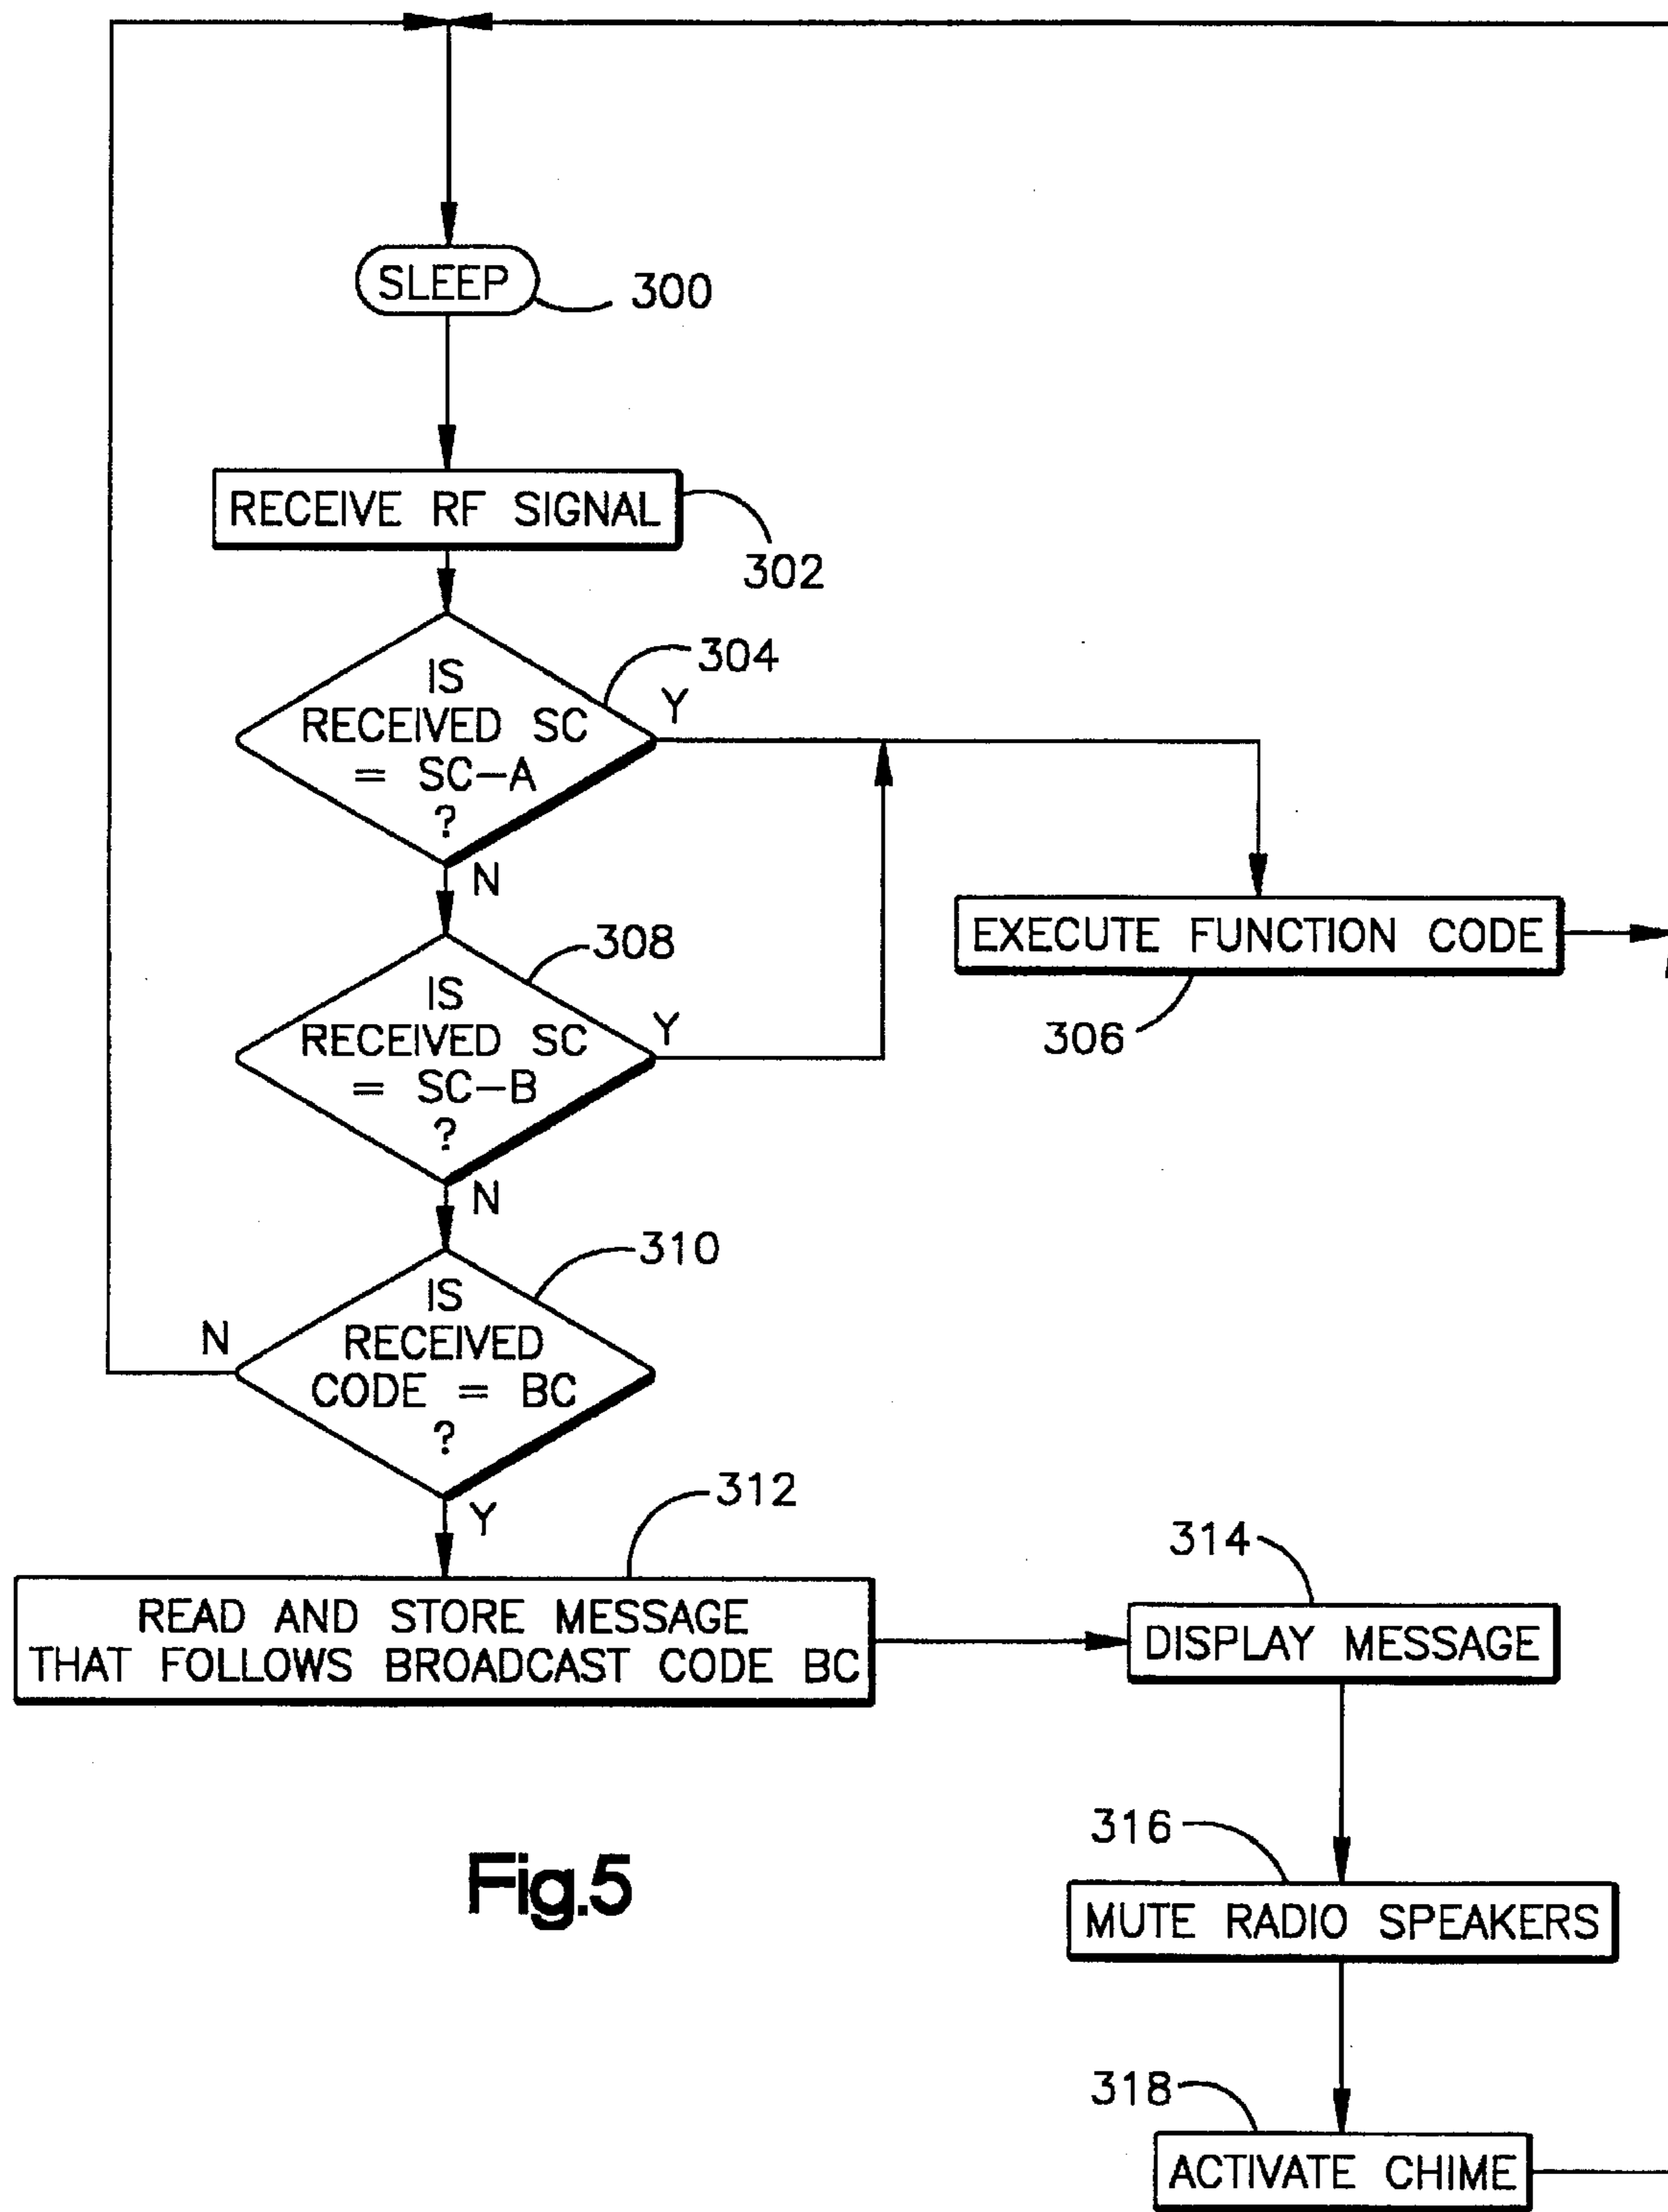 SLEEP
300
RECEIVE RF SIGNAL
302
304
IS
RECEIVED SC
= SC-A
?
Y
N
EXECUTE FUNCTION CODE
306
308
IS
RECEIVED SC
= SC-B
?
Y
N
310
IS
RECEIVED
CODE = BC
?
N
Y
312
READ AND STORE MESSAGE
THAT FOLLOWS BROADCAST CODE BC
314
DISPLAY MESSAGE
316
MUTE RADIO SPEAKERS
318
ACTIVATE CHIME
Fig.5